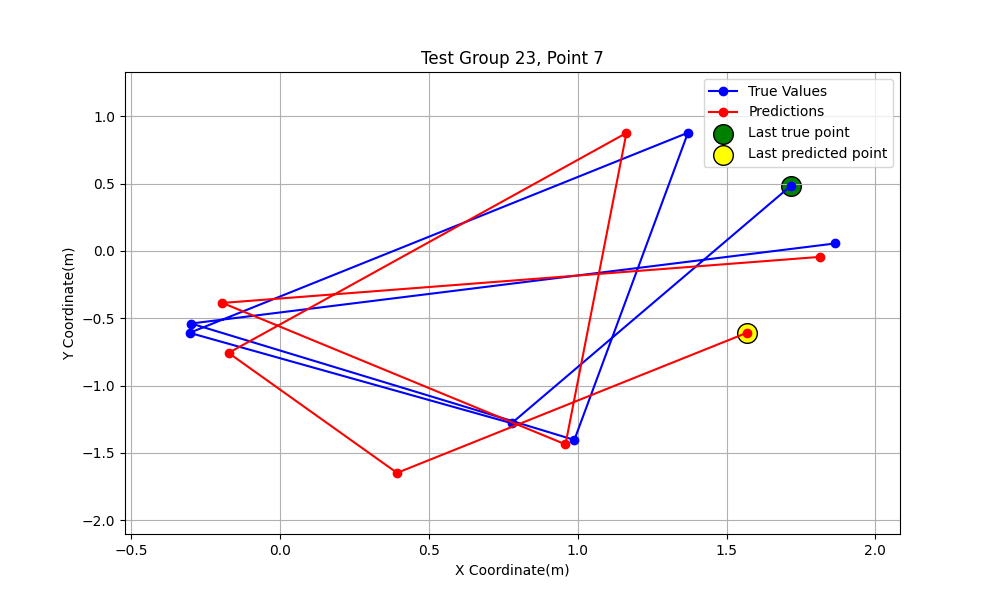 Test Group 23, Point 7
True Values
Predictions
Last true point
Last predicted point
Y Coordinate(m)
1.0
0.5
0.0
−0.5
−1.0
−1.5
−2.0
−0.5 0.0 0.5 1.0 1.5 2.0
X Coordinate(m)